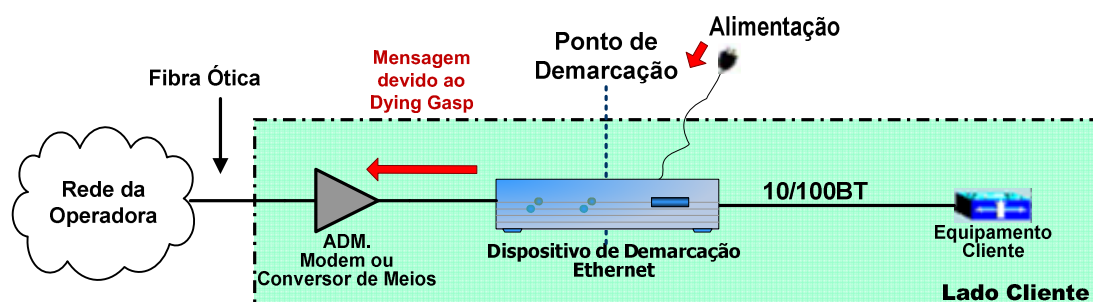 Alimentação
Ponto de
Demarcação
Mensagem
devido ao
Dying Gasp
Fibra Ótica
Rede da
Operadora
10/100BT
ADM.
Modem ou
Conversor de Meios
Dispositivo de Demarcação
Ethernet
Equipamento
Cliente
Lado Cliente